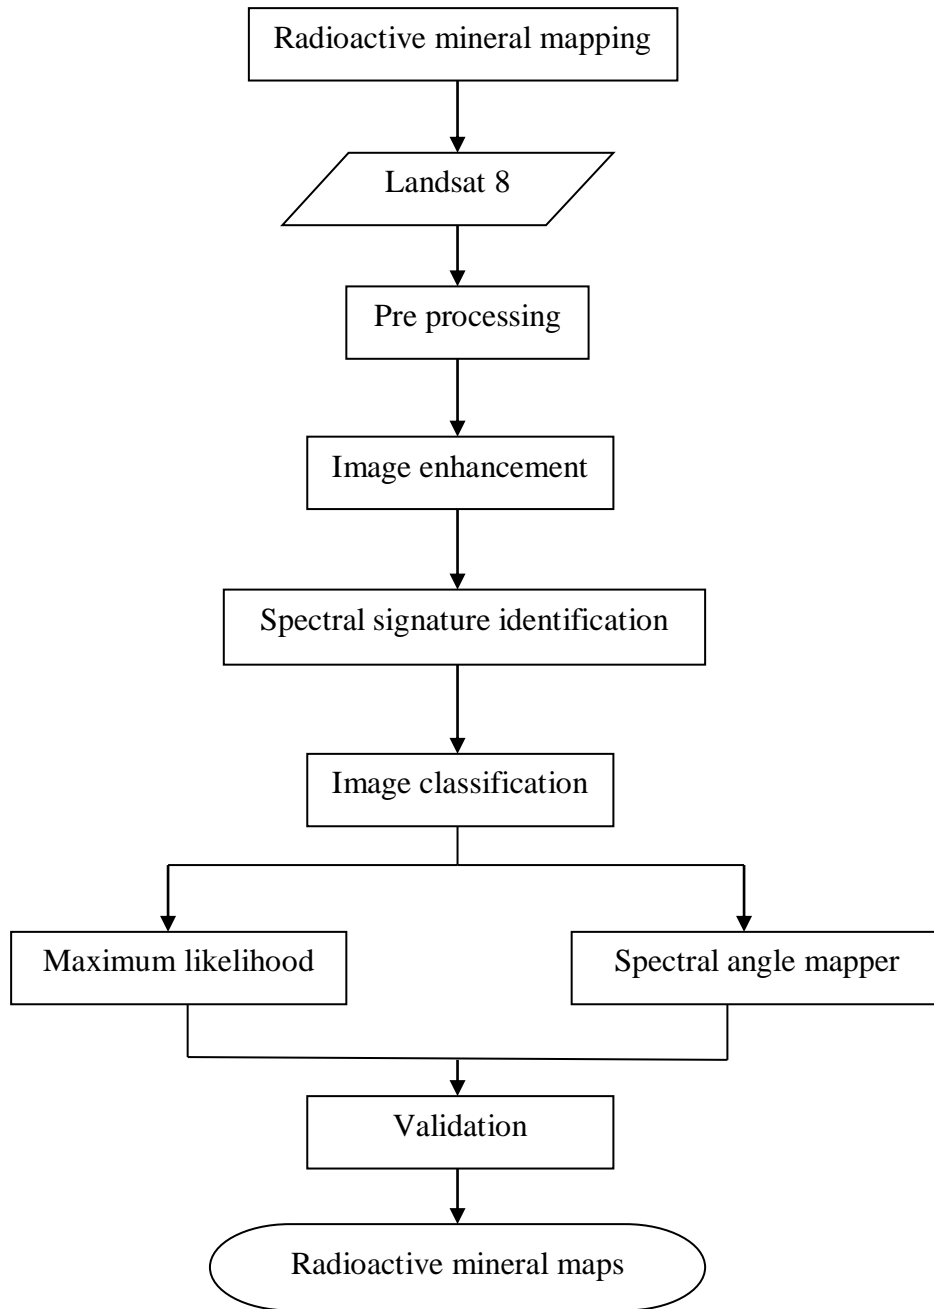 Radioactive mineral mapping
Landsat 8
Pre processing
Image enhancement
Spectral signature identification
Image classification
Maximum likelihood
Spectral angle mapper
Validation
Radioactive mineral maps